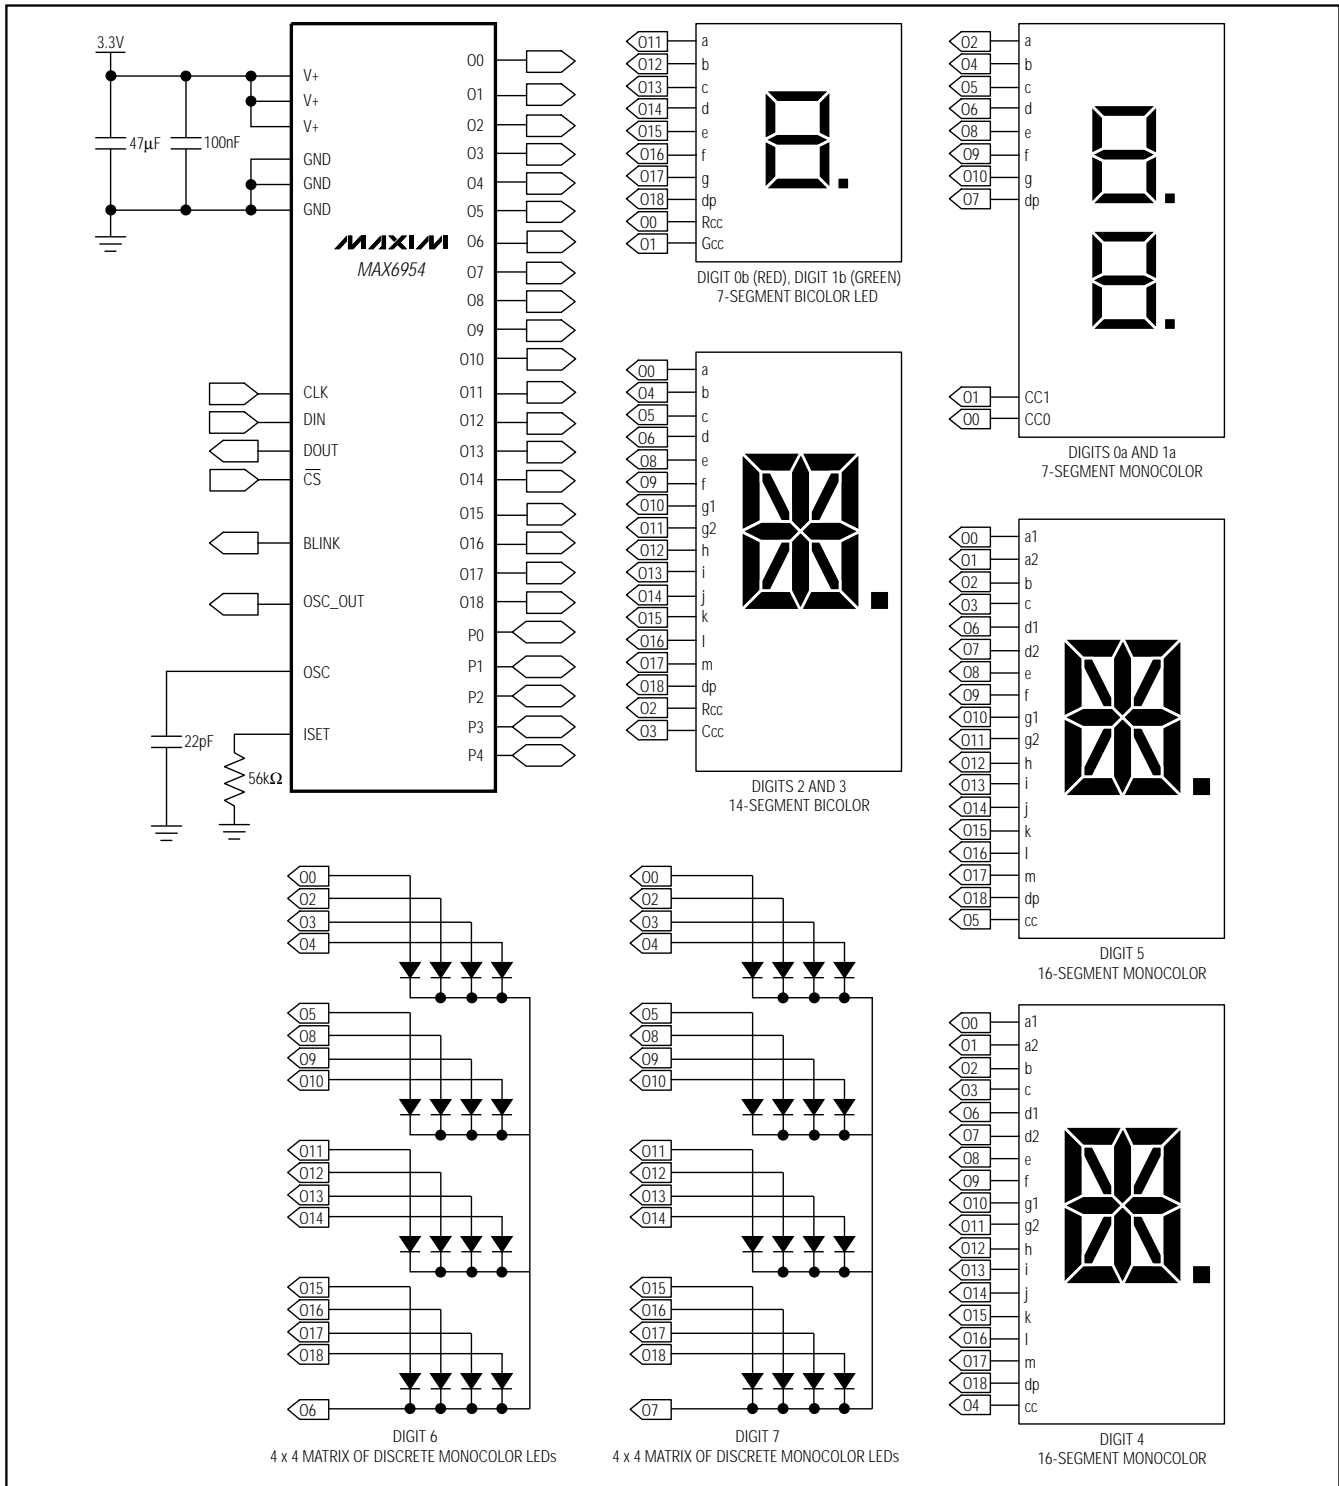 3.3V
47μF
100nF
V+
V+
V+
GND
GND
GND
MAXIM
MAX6954
CLK
DIN
DOUT
CS
BLINK
OSC_OUT
OSC
ISET
22pF
56kΩ
O0
O1
O2
O3
O4
O5
O6
O7
O8
O9
O10
O11
O12
O13
O14
O15
O16
O17
O18
P0
P1
P2
P3
P4
O11 a
O12 b
O13 c
O14 d
O15 e
O16 f
O17 g
O18 dp
O0 Rcc
O1 Gcc
DIGIT 0b (RED), DIGIT 1b (GREEN)
7-SEGMENT BICOLOR LED
O2 a
O4 b
O5 c
O6 d
O8 e
O9 f
O10 g
O7 dp
O1 CC1
O0 CC0
DIGITS 0a AND 1a
7-SEGMENT MONOCOLOR
O0 a
O4 b
O5 c
O6 d
O8 e
O9 f
O10 g1
O11 g2
O12 h
O13 i
O14 j
O15 k
O16 l
O17 m
O18 dp
O2 Rcc
O3 Ccc
DIGITS 2 AND 3
14-SEGMENT BICOLOR
O0 a1
O1 a2
O2 b
O3 c
O6 d1
O7 d2
O8 e
O9 f
O10 g1
O11 g2
O12 h
O13 i
O14 j
O15 k
O16 l
O17 m
O18 dp
O5 cc
DIGIT 5
16-SEGMENT MONOCOLOR
O0
O2
O3
O4
O5
O8
O9
O10
O11
O12
O13
O14
O15
O16
O17
O18
O6
DIGIT 6
4 x 4 MATRIX OF DISCRETE MONOCOLOR LEDs
O0
O2
O3
O4
O5
O8
O9
O10
O11
O12
O13
O14
O15
O16
O17
O18
O7
DIGIT 7
4 x 4 MATRIX OF DISCRETE MONOCOLOR LEDs
O0 a1
O1 a2
O2 b
O3 c
O6 d1
O7 d2
O8 e
O9 f
O10 g1
O11 g2
O12 h
O13 i
O14 j
O15 k
O16 l
O17 m
O18 dp
O4 cc
DIGIT 4
16-SEGMENT MONOCOLOR